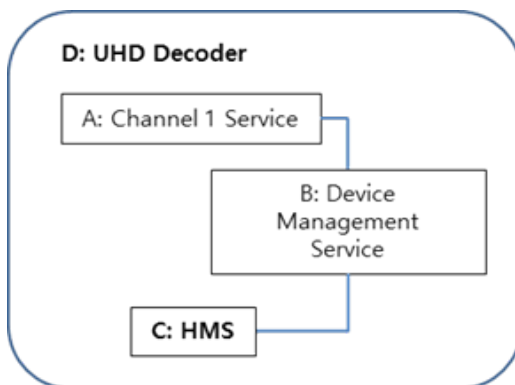 D: UHD Decoder
A: Channel 1 Service
B: Device
Management
Service
C: HMS